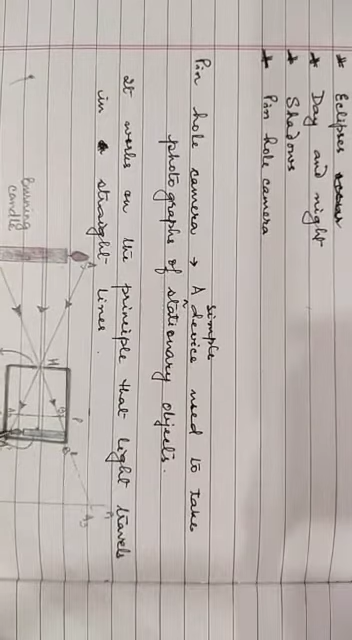 * Eclipses
* Day and night
* Shadows
* Pin hole camera
Pin hole camera → A simple device used to take
photographs of stationary objects.
It works on the principle that light travels
in straight lines.
burning
candle
A
H